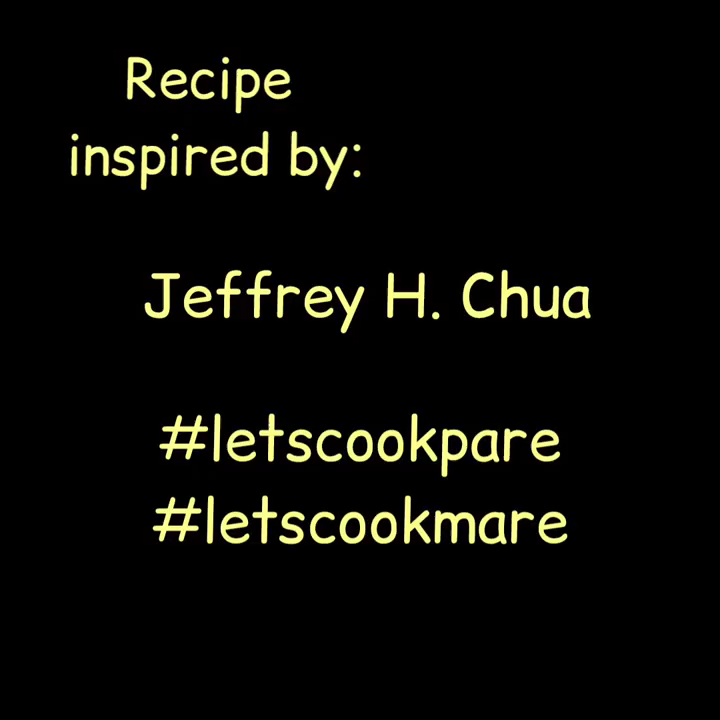 Recipe
inspired by:
Jeffrey H. Chua
#letscookpare
#letscookmare